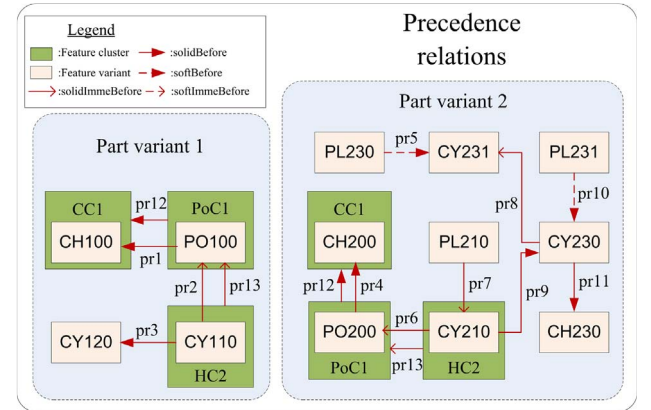 Legend
:Feature cluster :solidBefore
:Feature variant :softBefore
:solidImmeBefore :softImmeBefore
Precedence
relations
Part variant 1
CC1 pr12 PoC1
CH100 PO100
pr1
pr2 pr13
CY120 pr3 CY110
HC2
Part variant 2
PL230 pr5 CY231 PL231
pr8 pr10
CC1
CH200 PL210 CY230
pr12 pr4 pr7 pr9 pr11
PO200 pr6 CY210 CH230
PoC1 pr13 HC2